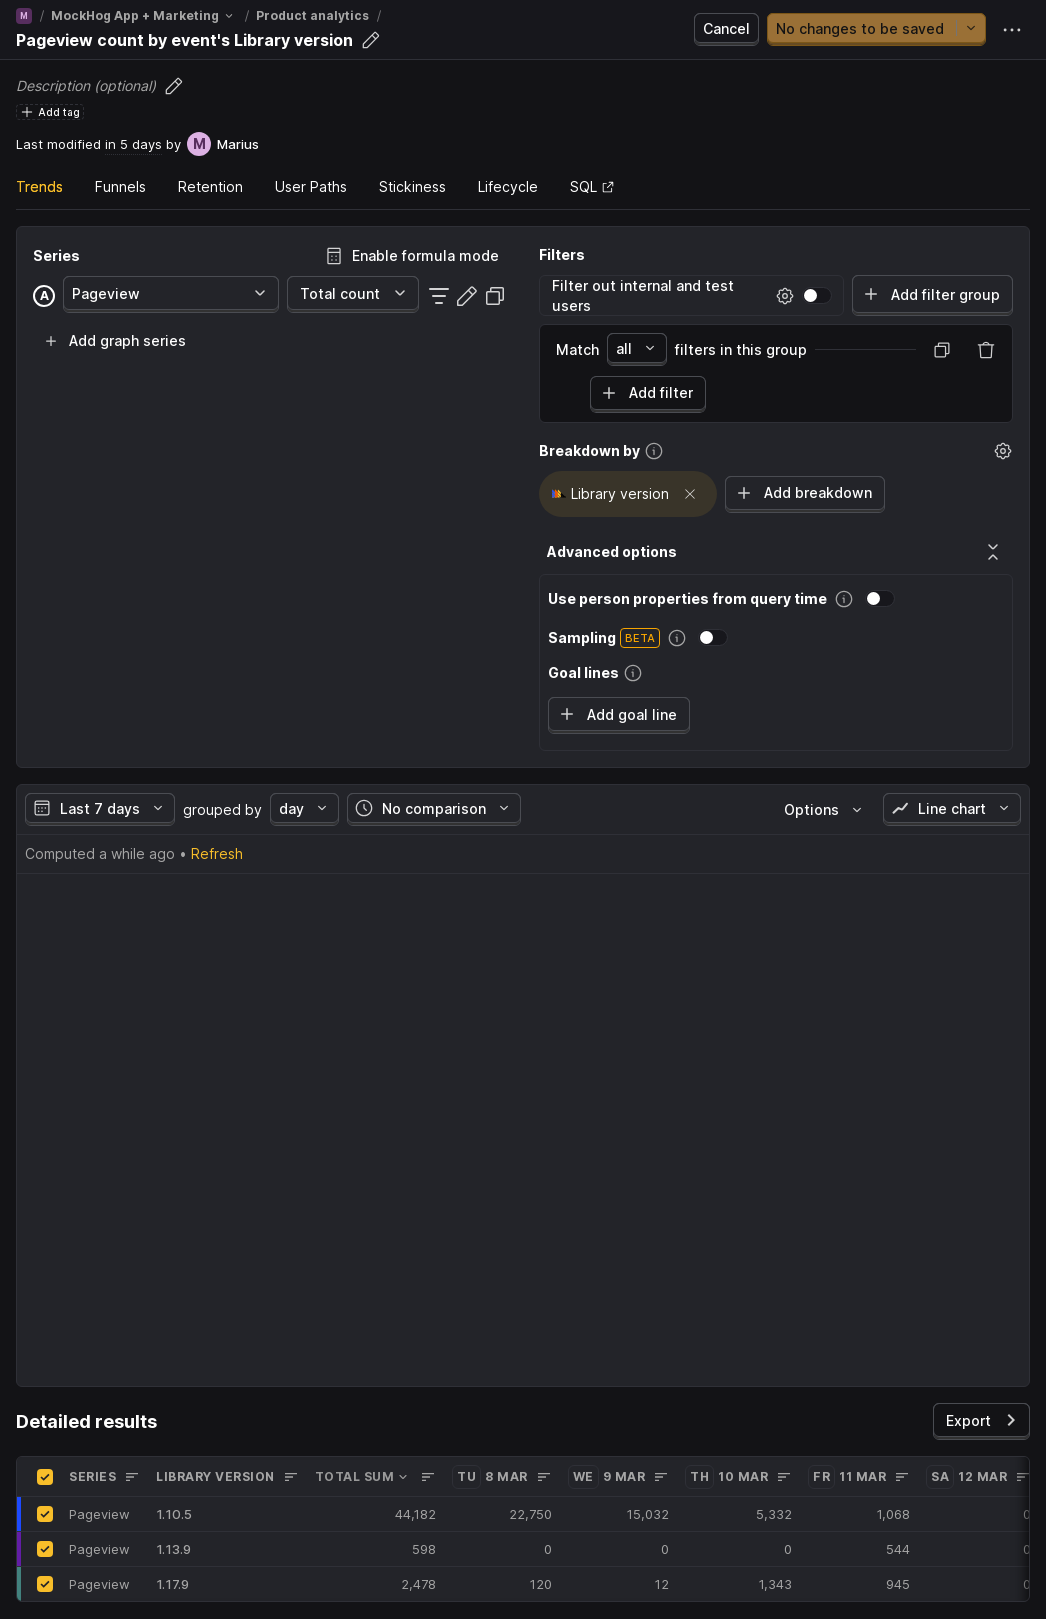 M / MockHog App + Marketing / Product analytics /
Pageview count by event's Library version
Cancel
No changes to be saved
Description (optional)
Add tag
Last modified in 5 days by M Marius
Trends Funnels Retention User Paths Stickiness Lifecycle SQL
Series
Enable formula mode
A Pageview Total count
Add graph series
Filters
Filter out internal and test
users
Add filter group
Match all filters in this group
Add filter
Breakdown by
Library version
Add breakdown
Advanced options
Use person properties from query time
Sampling BETA
Goal lines
Add goal line
Last 7 days grouped by day No comparison Options Line chart
Computed a while ago • Refresh
Detailed results
Export
SERIES LIBRARY VERSION TOTAL SUM TU 8 MAR WE 9 MAR TH 10 MAR FR 11 MAR SA 12 MAR
Pageview 1.10.5 44,182 22,750 15,032 5,332 1,068 0
Pageview 1.13.9 598 0 0 0 544 0
Pageview 1.17.9 2,478 120 12 1,343 945 0